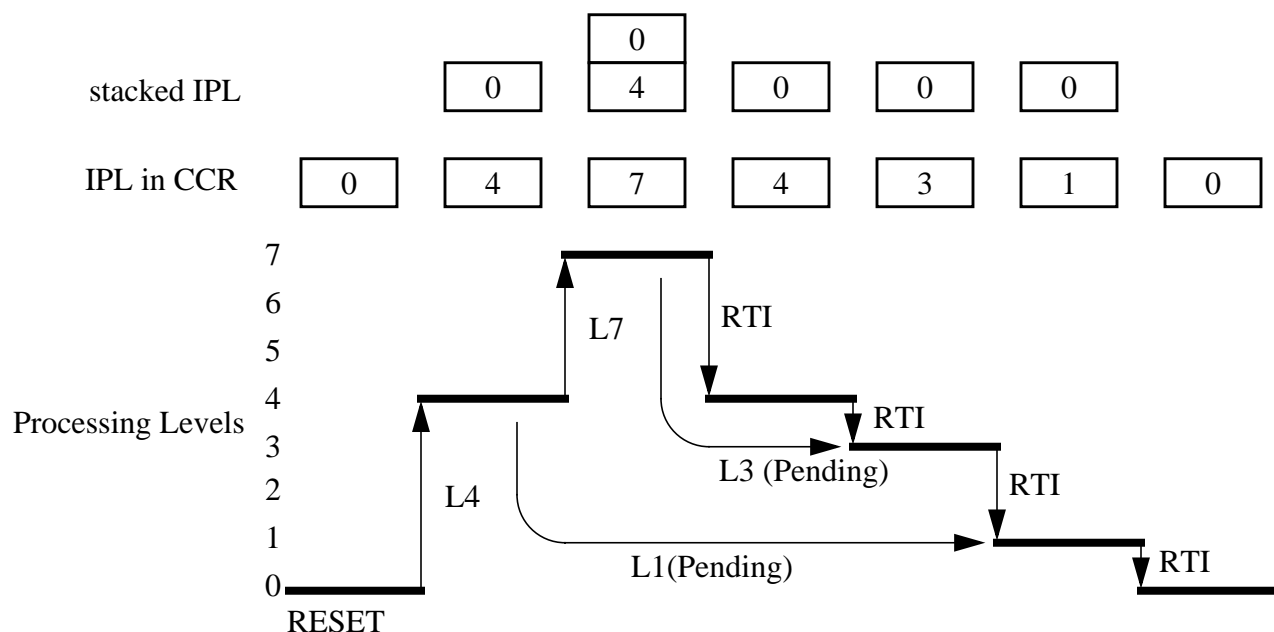 0
stacked IPL 0 4 0 0 0
IPL in CCR 0 4 7 4 3 1 0
7
6
RTI
L7
5
4
Processing Levels
RTI
3
L3 (Pending)
2
L4
RTI
1
L1(Pending)
RTI
0
RESET